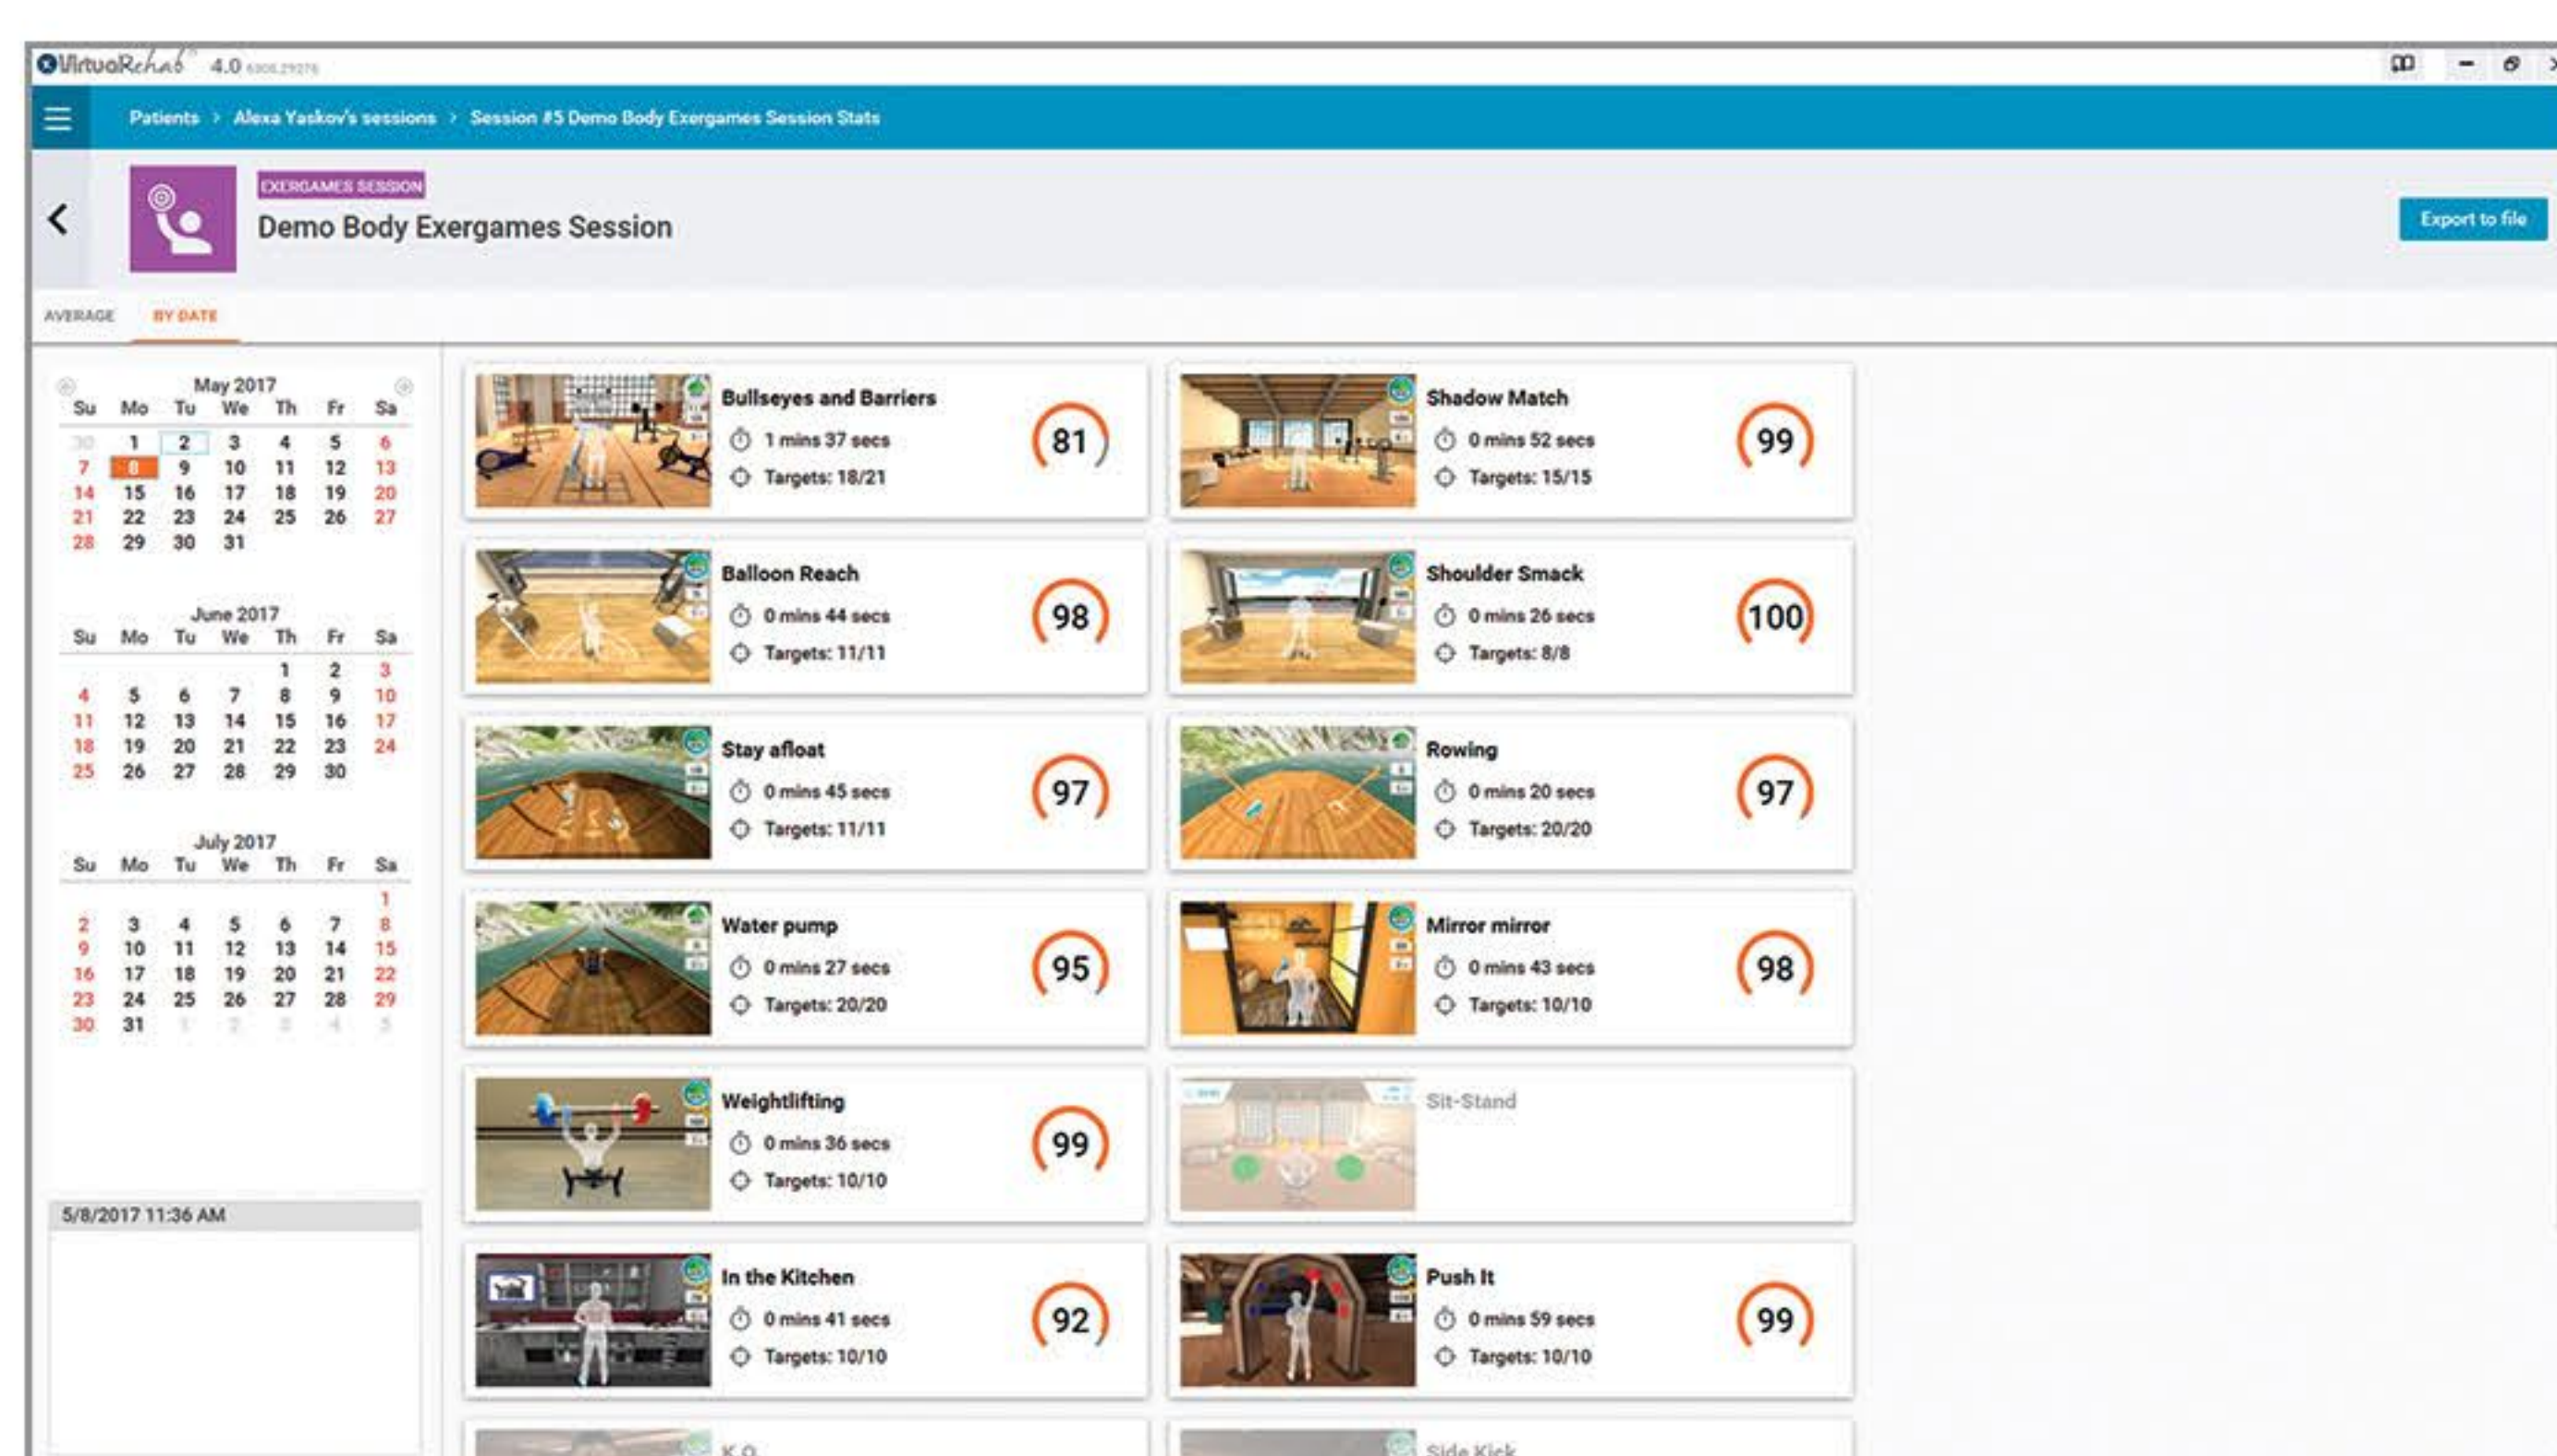 VirtuaRehab 4.0
Patients > Alexa Yaskov's sessions > Session #5 Demo Body Exergames Session Stats
EXERGAMES SESSION
Demo Body Exergames Session
Export to file
AVERAGE BY DATE
May 2017
Su Mo Tu We Th Fr Sa
30 1 2 3 4 5 6
7 8 9 10 11 12 13
14 15 16 17 18 19 20
21 22 23 24 25 26 27
28 29 30 31
June 2017
Su Mo Tu We Th Fr Sa
1 2 3
4 5 6 7 8 9 10
11 12 13 14 15 16 17
18 19 20 21 22 23 24
25 26 27 28 29 30
July 2017
Su Mo Tu We Th Fr Sa
1
2 3 4 5 6 7 8
9 10 11 12 13 14 15
16 17 18 19 20 21 22
23 24 25 26 27 28 29
30 31 1 2 3 4 5
5/8/2017 11:36 AM
Bullseyes and Barriers
1 mins 37 secs
Targets: 18/21
81
Shadow Match
0 mins 52 secs
Targets: 15/15
99
Balloon Reach
0 mins 44 secs
Targets: 11/11
98
Shoulder Smack
0 mins 26 secs
Targets: 8/8
100
Stay afloat
0 mins 45 secs
Targets: 11/11
97
Rowing
0 mins 20 secs
Targets: 20/20
97
Water pump
0 mins 27 secs
Targets: 20/20
95
Mirror mirror
0 mins 43 secs
Targets: 10/10
98
Weightlifting
0 mins 36 secs
Targets: 10/10
99
Sit-Stand
In the Kitchen
0 mins 41 secs
Targets: 10/10
92
Push It
0 mins 59 secs
Targets: 10/10
99
K.O.
Side Kick